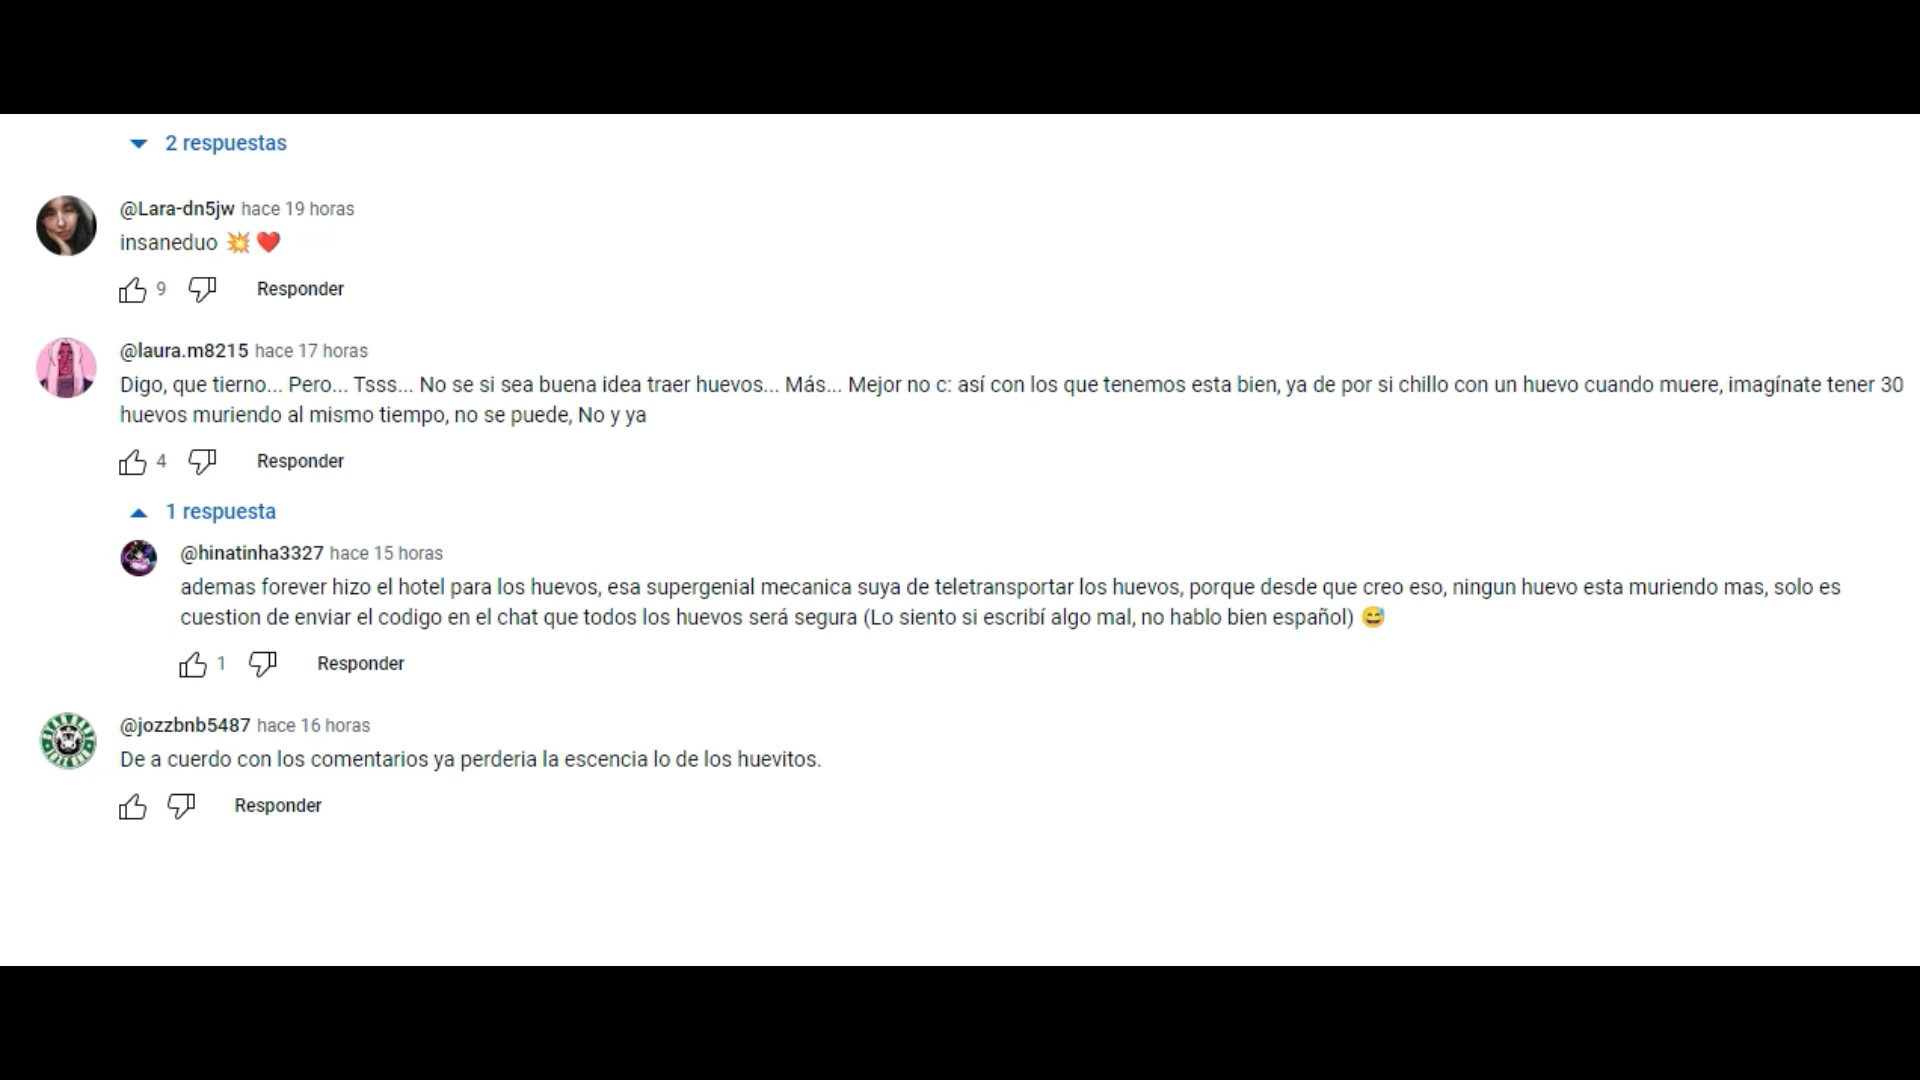 2 respuestas
@Lara-dn5jw hace 19 horas
insaneduo 💥 ❤️
9 Responder
@laura.m8215 hace 17 horas
Digo, que tierno... Pero... Tsss... No se si sea buena idea traer huevos... Más... Mejor no c: así con los que tenemos esta bien, ya de por si chillo con un huevo cuando muere, imagínate tener 30
huevos muriendo al mismo tiempo, no se puede, No y ya
4 Responder
1 respuesta
@hinatinha3327 hace 15 horas
ademas forever hizo el hotel para los huevos, esa supergenial mecanica suya de teletransportar los huevos, porque desde que creo eso, ningun huevo esta muriendo mas, solo es
cuestion de enviar el codigo en el chat que todos los huevos será segura (Lo siento si escribí algo mal, no hablo bien español) 😅
1 Responder
@jozzbnb5487 hace 16 horas
De a cuerdo con los comentarios ya perderia la escencia lo de los huevitos.
Responder